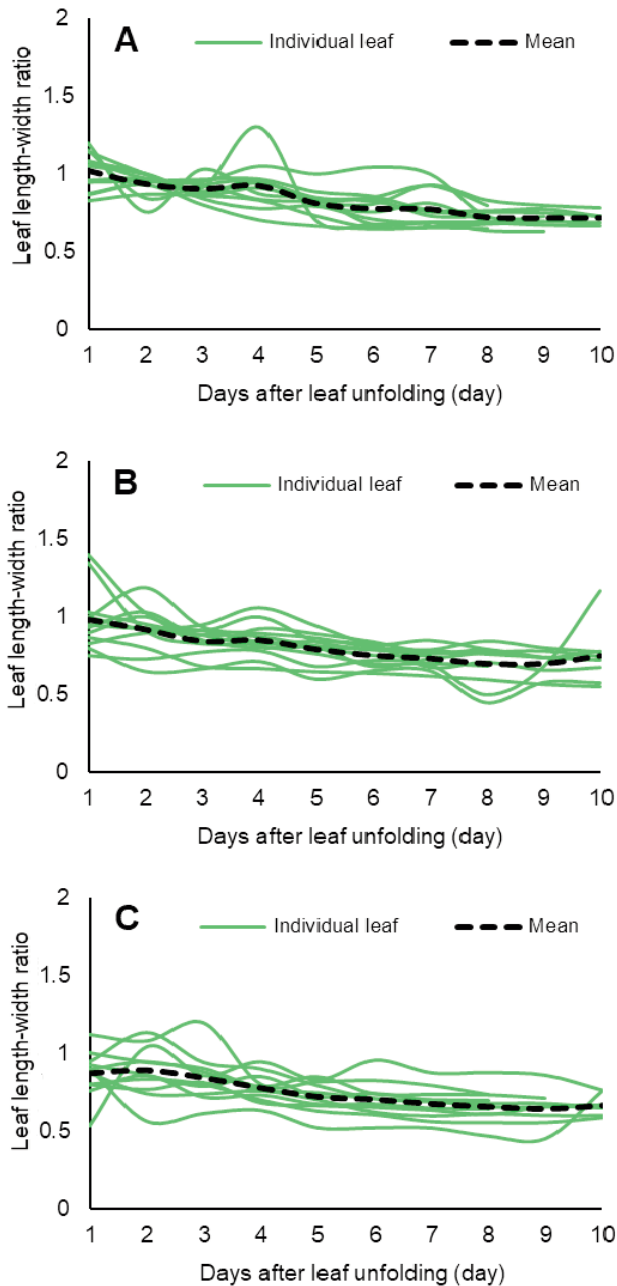 A
Individual leaf
Mean
Leaf length-width ratio
2
1.5
1
0.5
0
1 2 3 4 5 6 7 8 9 10
Days after leaf unfolding (day)
B
Individual leaf
Mean
Leaf length-width ratio
2
1.5
1
0.5
0
1 2 3 4 5 6 7 8 9 10
Days after leaf unfolding (day)
C
Individual leaf
Mean
Leaf length-width ratio
2
1.5
1
0.5
0
1 2 3 4 5 6 7 8 9 10
Days after leaf unfolding (day)